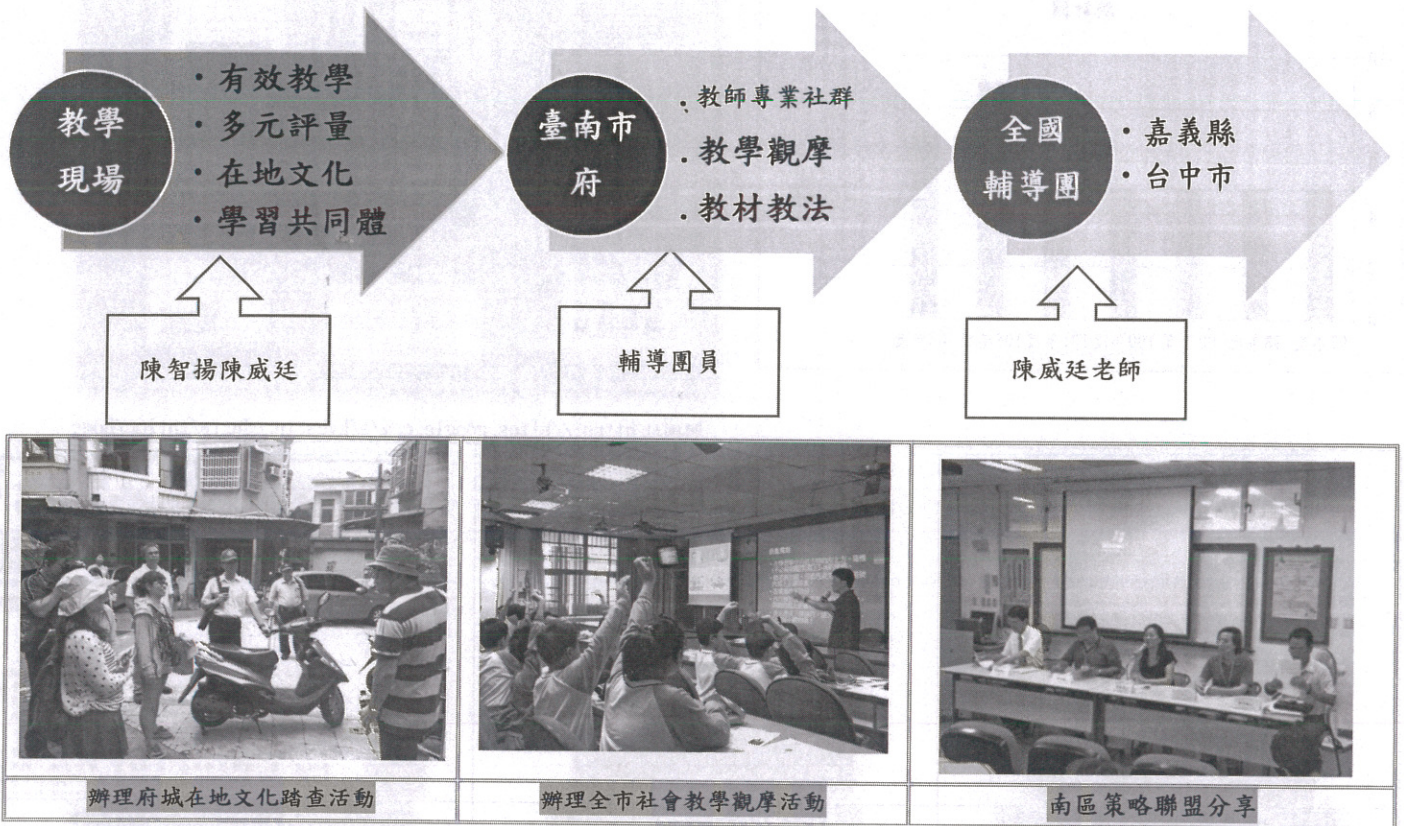 教學
現場
・有效教學
・多元評量
・在地文化
・學習共同體
臺南市
府
．教師專業社群
．教學觀摩
．教材教法
全國
輔導團
・嘉義縣
・台中市
陳智揚陳威廷
輔導團員
陳威廷老師
辦理府城在地文化踏查活動
辦理全市社會教學觀摩活動
南區策略聯盟分享